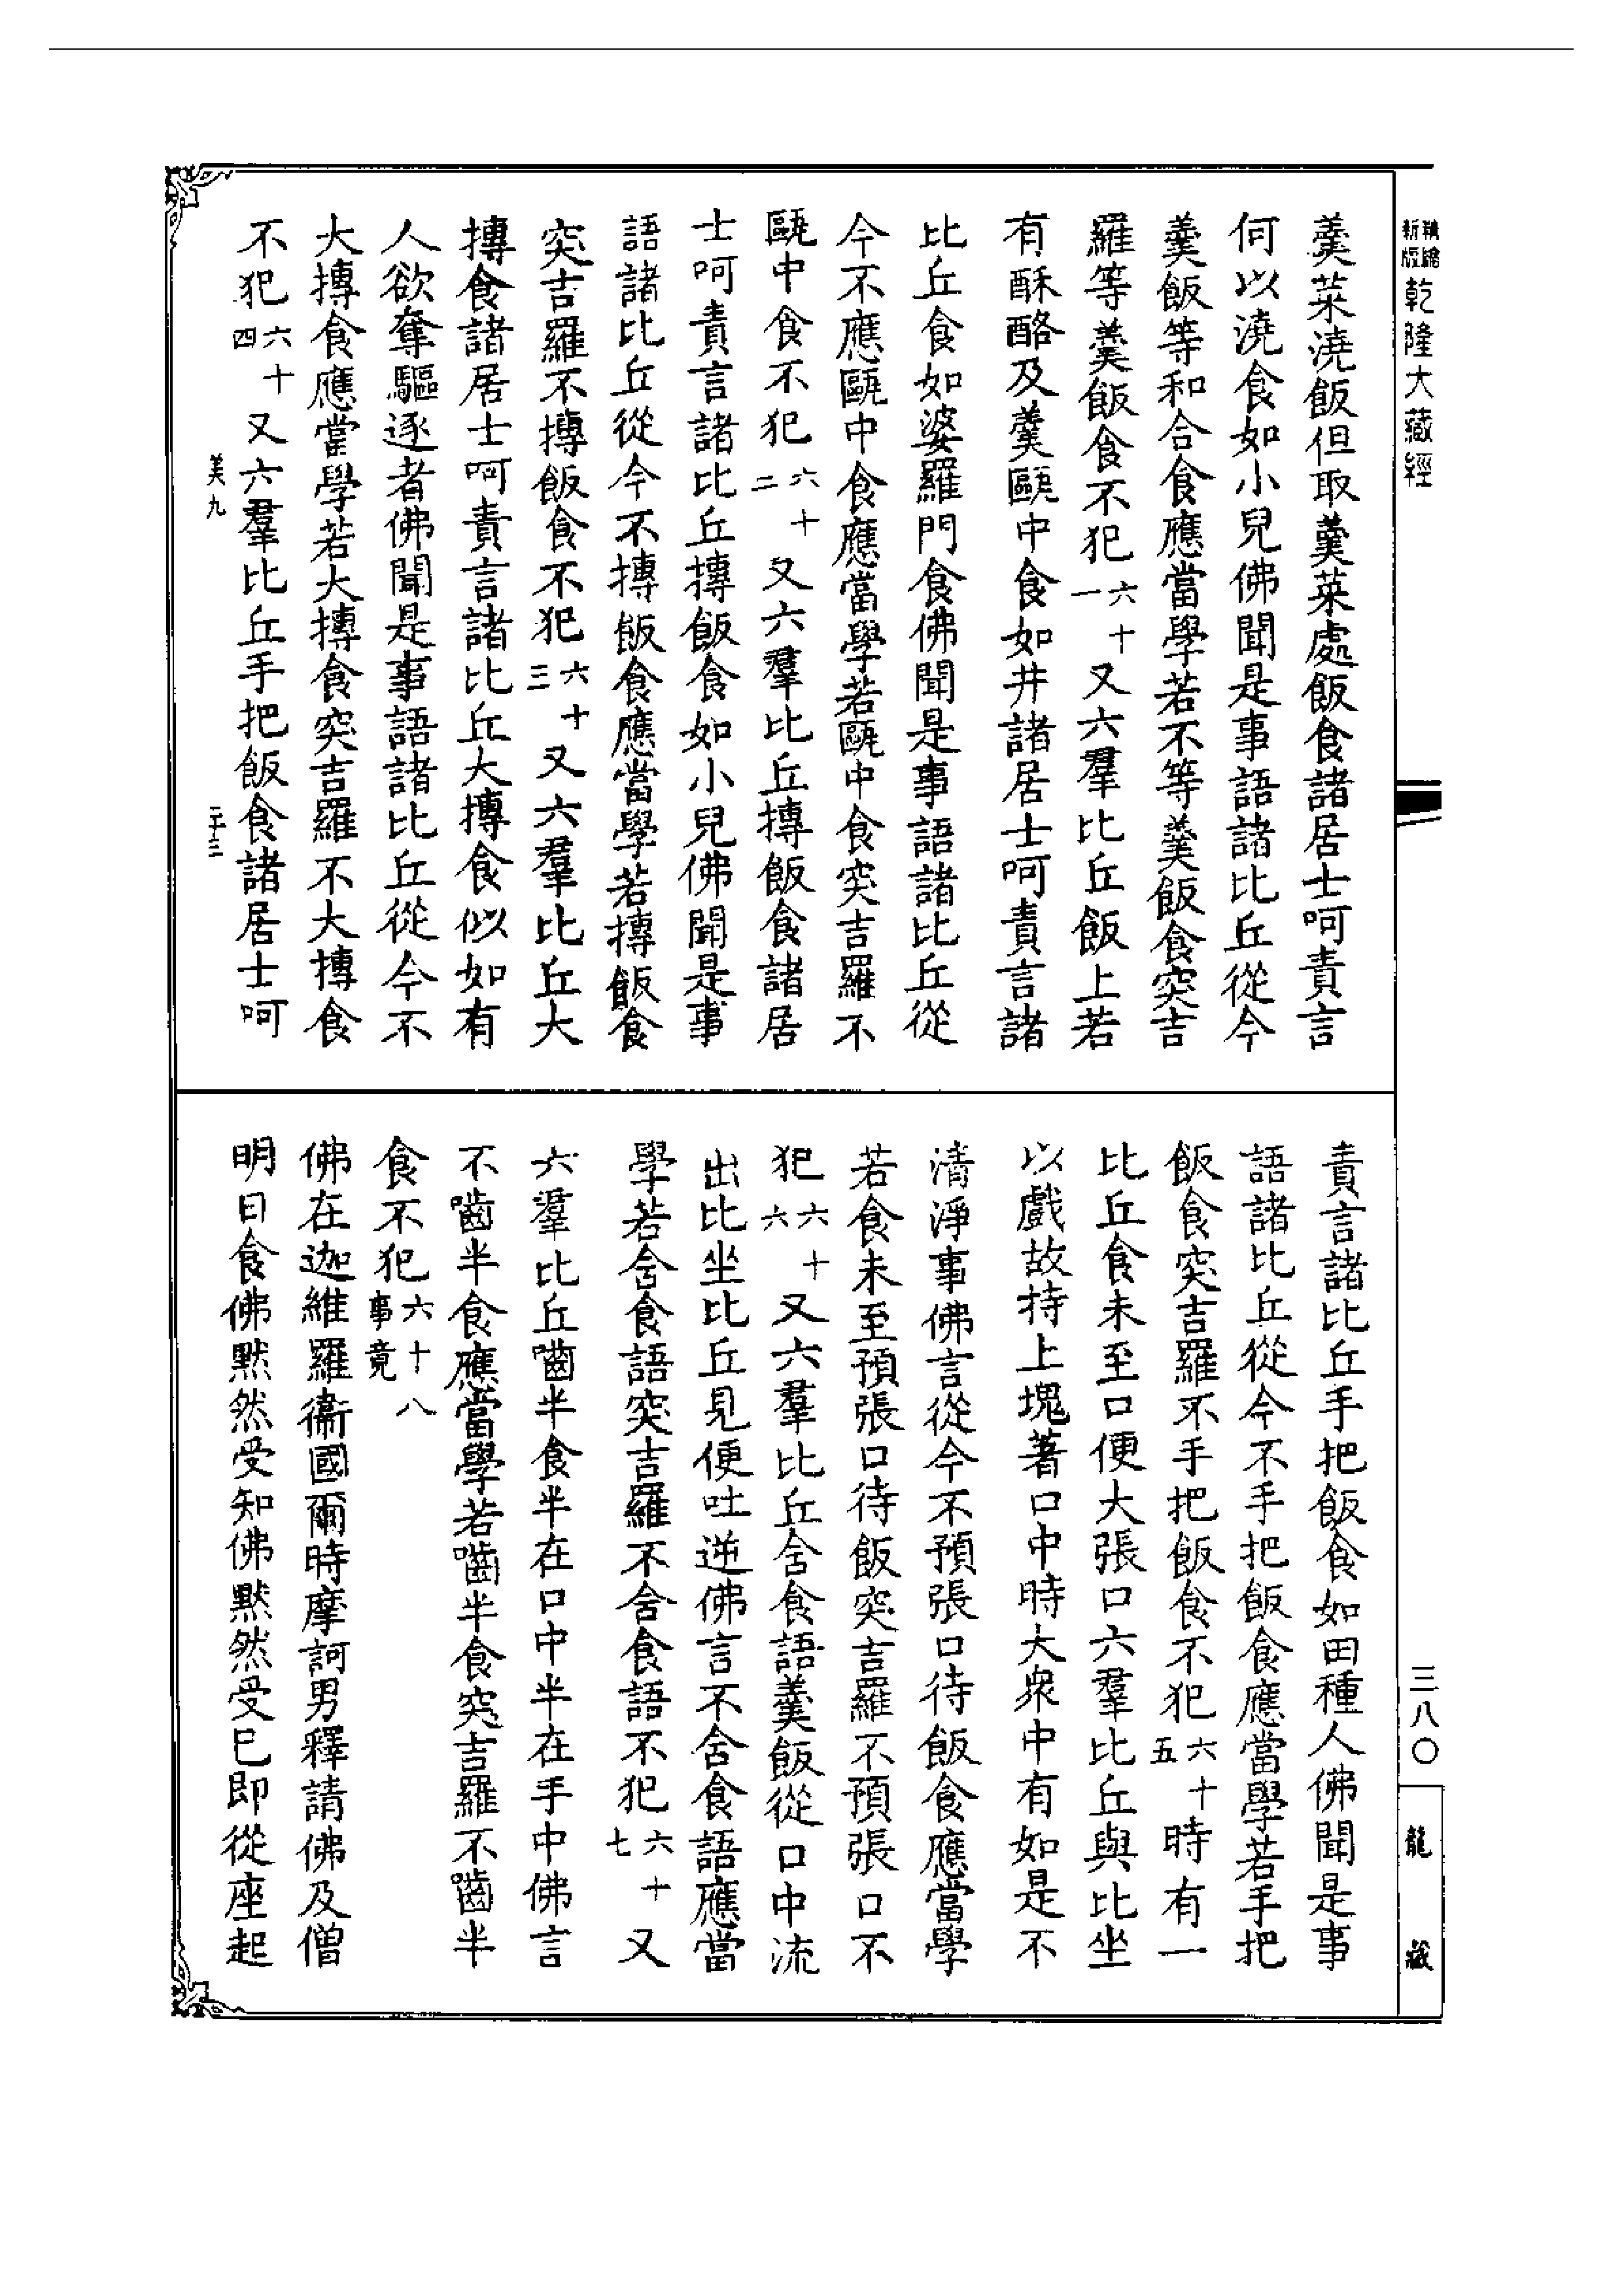 精縮新版乾隆大藏經
羹菜澆飯但取羹菜處飯食諸居士呵責言
何以澆食如小兒佛聞是事語諸比丘從今
羹飯等和合食應當學若不等羹飯食突吉
羅等羹飯食不犯六十一又六羣比丘飯上若
有酥酪及羹甌中食如井諸居士呵責言諸
比丘食如婆羅門食佛聞是事語諸比丘從
今不應甌中食應當學若甌中食突吉羅不
甌中食不犯六十二又六羣比丘摶飯食諸居
士呵責言諸比丘摶飯食如小兒佛聞是事
語諸比丘從今不摶飯食應當學若摶飯食
突吉羅不摶飯食不犯六十三又六羣比丘大
摶食諸居士呵責言諸比丘大摶食似如有
人欲奪驅逐者佛聞是事語諸比丘從今不
大摶食應當學若大摶食突吉羅不大摶食
不犯六十四又六羣比丘手把飯食諸居士呵
美九 二十三
責言諸比丘手把飯食如田種人佛聞是事
語諸比丘從今不手把飯食應當學若手把
飯食突吉羅不手把飯食不犯六十五時有一
比丘食未至口便大張口六羣比丘與比坐
以戲故持上塊著口中時大衆中有如是不
清淨事佛言從今不預張口待飯食應當學
若食未至預張口待飯突吉羅不預張口不
犯六十六又六羣比丘含食語羹飯從口中流
出比坐比丘見便吐逆佛言不含食語應當
學若含食語突吉羅不含食語不犯六十七又
六羣比丘嚙半食半在口中半在手中佛言
不嚙半食應當學若嚙半食突吉羅不嚙半
食不犯六十八事竟
佛在迦維羅衞國爾時摩訶男釋請佛及僧
明日食佛默然受知佛默然受已即從座起
三八〇
龍藏